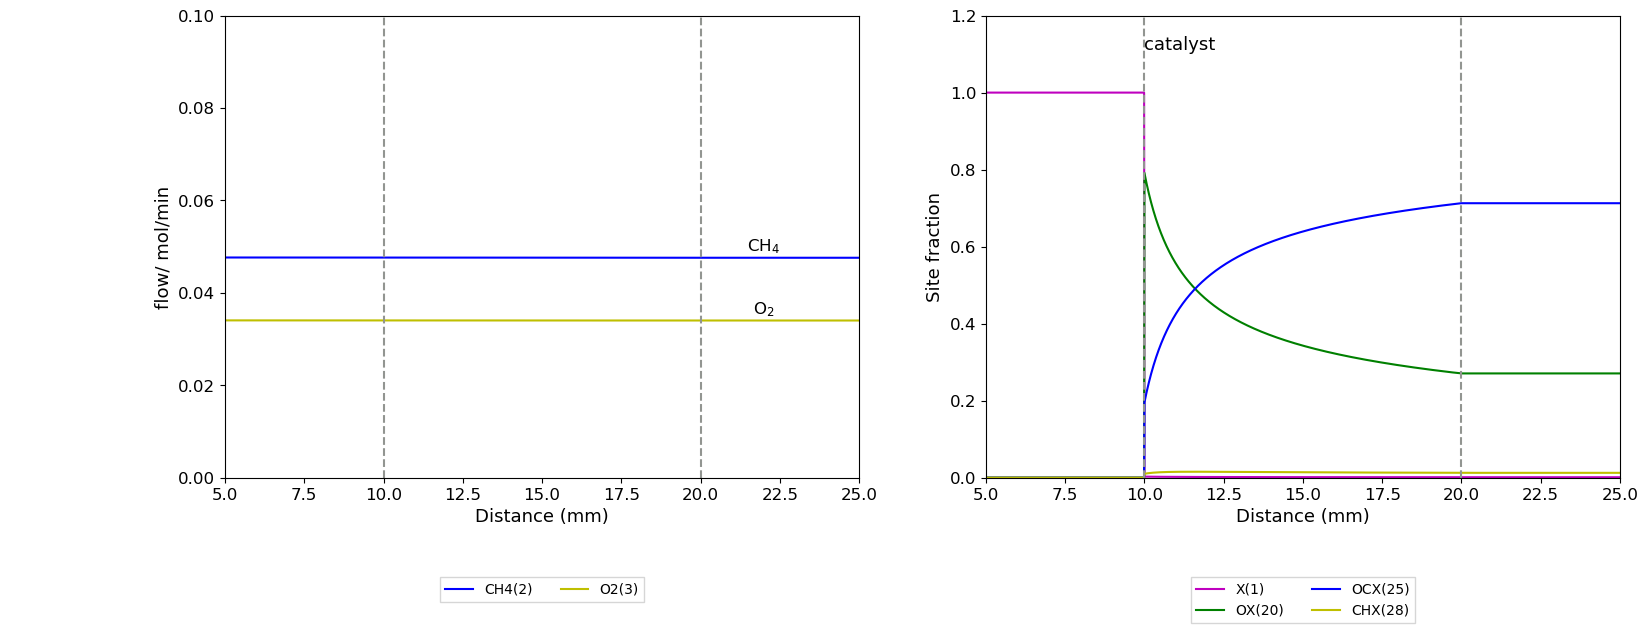 0.10
0.08
0.06
0.04
0.02
0.00
flow/ mol/min
CH₄
O₂
5.0 7.5 10.0 12.5 15.0 17.5 20.0 22.5 25.0
Distance (mm)
CH4(2) O2(3)
1.2
1.0
0.8
0.6
0.4
0.2
0.0
Site fraction
catalyst
5.0 7.5 10.0 12.5 15.0 17.5 20.0 22.5 25.0
Distance (mm)
X(1) OCX(25)
OX(20) CHX(28)